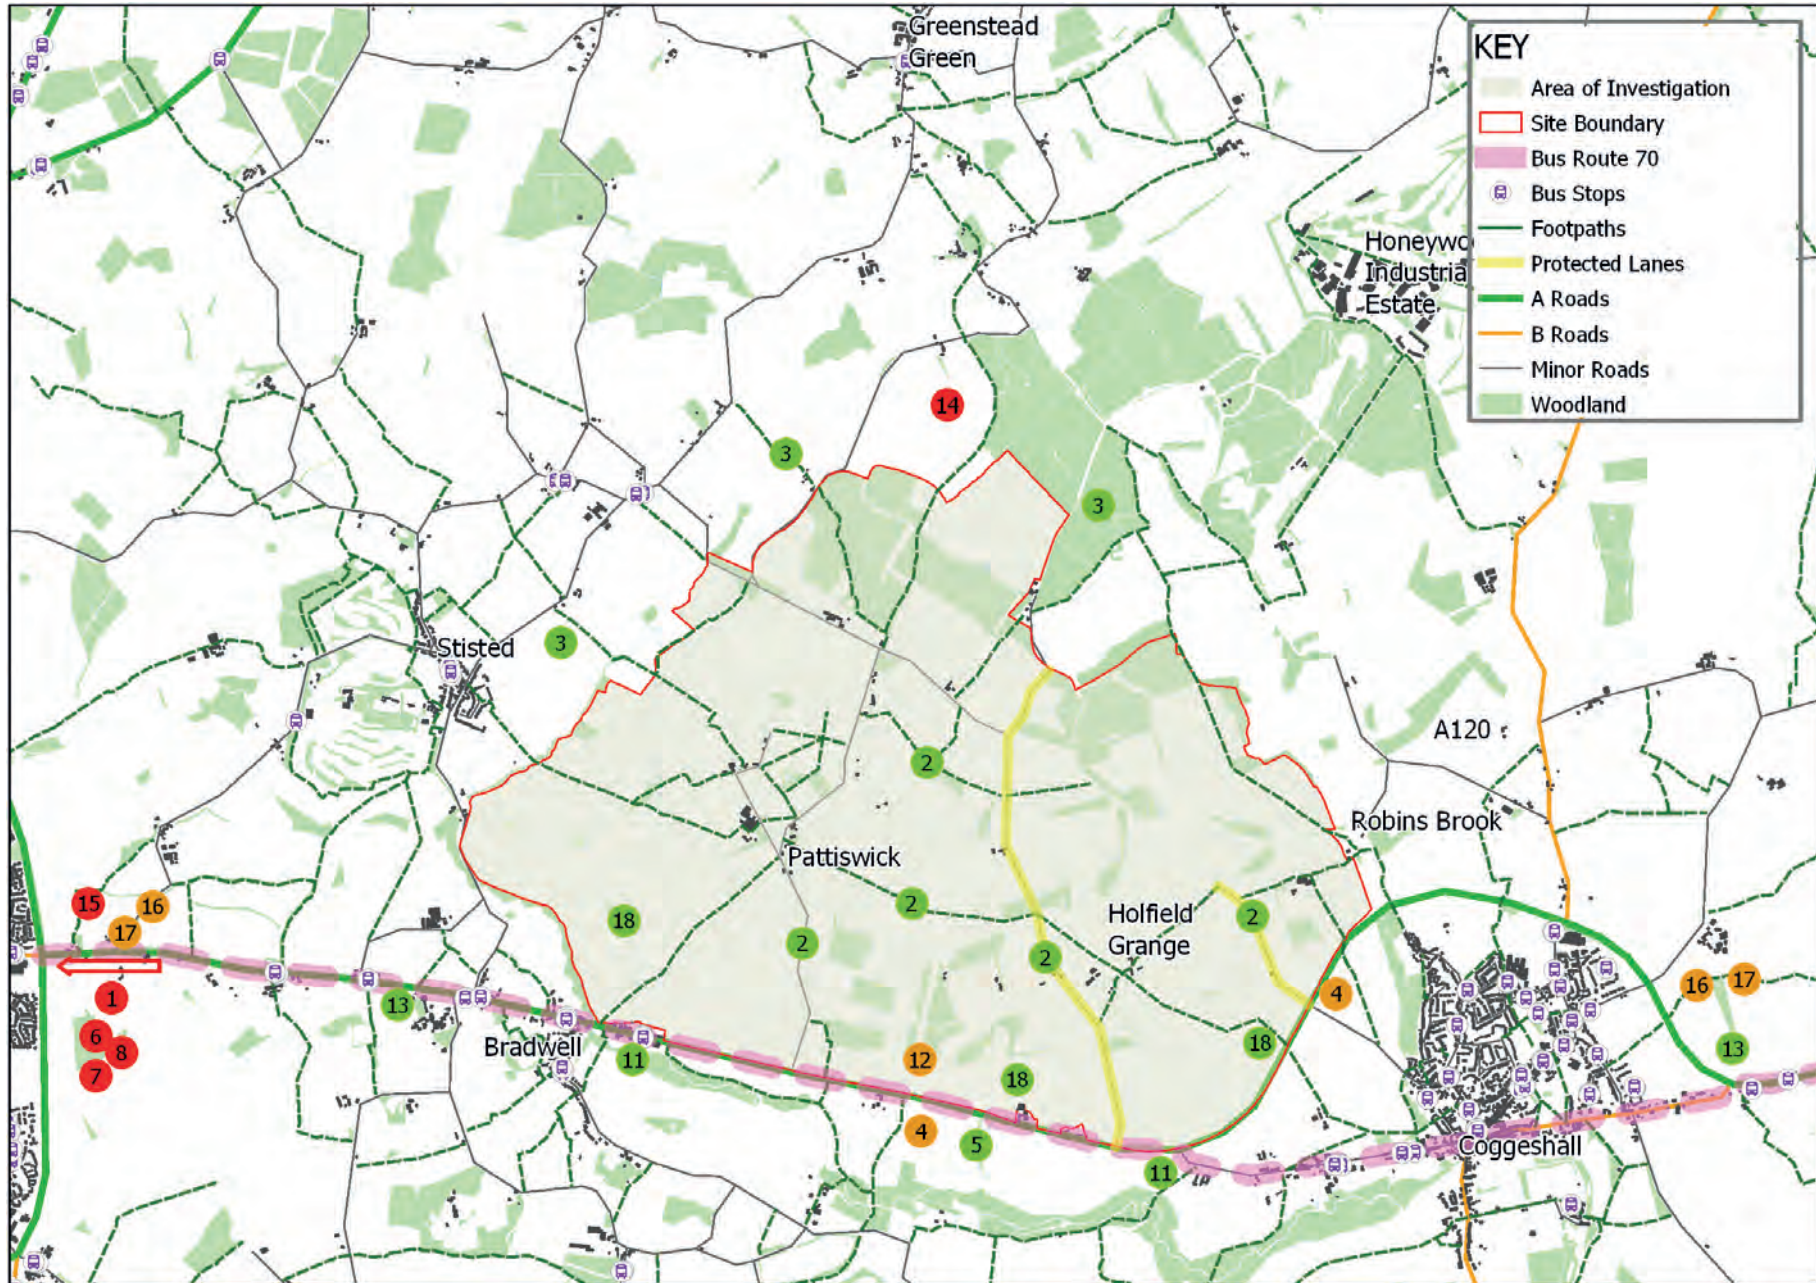 Greenstead
Green
KEY
Area of Investigation
Site Boundary
Bus Route 70
Bus Stops
Footpaths
Protected Lanes
A Roads
B Roads
Minor Roads
Woodland
Honeywo
Industria
Estate
14
3
3
3
Stisted
A120
2
Robins Brook
Pattiswick
15
16
17
18
2
2
2
2
Holfield
Grange
1
13
4
16
17
6
8
7
Bradwell
11
12
18
18
13
4
5
11
Coggeshall